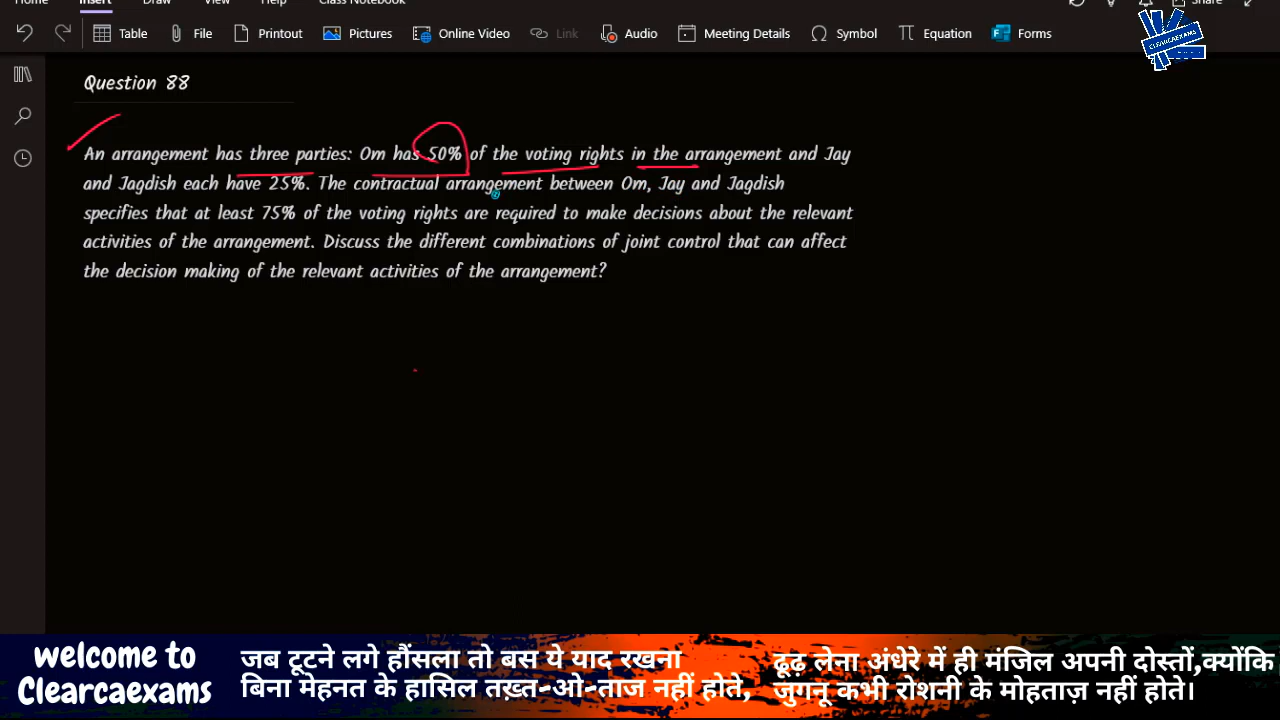 Home Insert Draw View Help Class Notebook Share
Table File Printout Pictures Online Video Link Audio Meeting Details Symbol Equation Forms
CLEARCAEXAMS
Question 88
An arrangement has three parties: Om has 50% of the voting rights in the arrangement and Jay
and Jagdish each have 25%. The contractual arrangement between Om, Jay and Jagdish
specifies that at least 75% of the voting rights are required to make decisions about the relevant
activities of the arrangement. Discuss the different combinations of joint control that can affect
the decision making of the relevant activities of the arrangement?
welcome to
Clearcaexams
जब टूटने लगे हौंसला तो बस ये याद रखना
बिना मेहनत के हासिल तख़्त-ओ-ताज नहीं होते,
ढूढ़ लेना अंधेरे में ही मंजिल अपनी दोस्तों,क्योंकि
जुगनू कभी रोशनी के मोहताज़ नहीं होते।